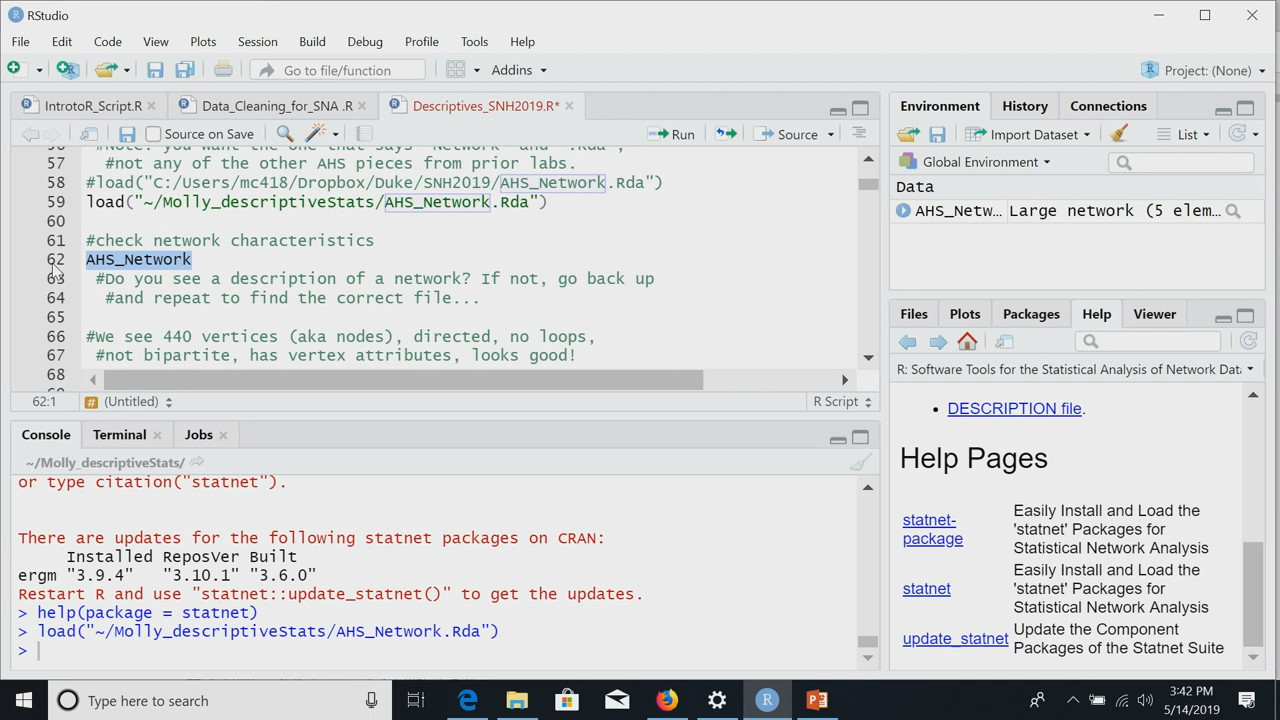 RStudio
File Edit Code View Plots Session Build Debug Profile Tools Help
Go to file/function Addins Project: (None)
IntrotoR_Script.R Data_Cleaning_for_SNA .R Descriptives_SNH2019.R*
Source on Save Run Source
57 #not any of the other AHS pieces from prior labs.
58 #load("C:/Users/mc418/Dropbox/Duke/SNH2019/AHS_Network.Rda")
59 load("~/Molly_descriptiveStats/AHS_Network.Rda")
60
61 #check network characteristics
62 AHS_Network
63 #Do you see a description of a network? If not, go back up
64 #and repeat to find the correct file...
65
66 #We see 440 vertices (aka nodes), directed, no loops,
67 #not bipartite, has vertex attributes, looks good!
68
62:1 # (Untitled) R Script
Console Terminal Jobs
~/Molly_descriptiveStats/
or type citation("statnet").
There are updates for the following statnet packages on CRAN:
Installed ReposVer Built
ergm "3.9.4" "3.10.1" "3.6.0"
Restart R and use "statnet::update_statnet()" to get the updates.
> help(package = statnet)
> load("~/Molly_descriptiveStats/AHS_Network.Rda")
>
Environment History Connections
Import Dataset List
Global Environment
Data
AHS_Netw… Large network (5 elem…
Files Plots Packages Help Viewer
R: Software Tools for the Statistical Analysis of Network Dat
• DESCRIPTION file.
Help Pages
statnet-package Easily Install and Load the
'statnet' Packages for
Statistical Network Analysis
statnet Easily Install and Load the
'statnet' Packages for
Statistical Network Analysis
update_statnet Update the Component
Packages of the Statnet Suite
Type here to search
3:42 PM
5/14/2019